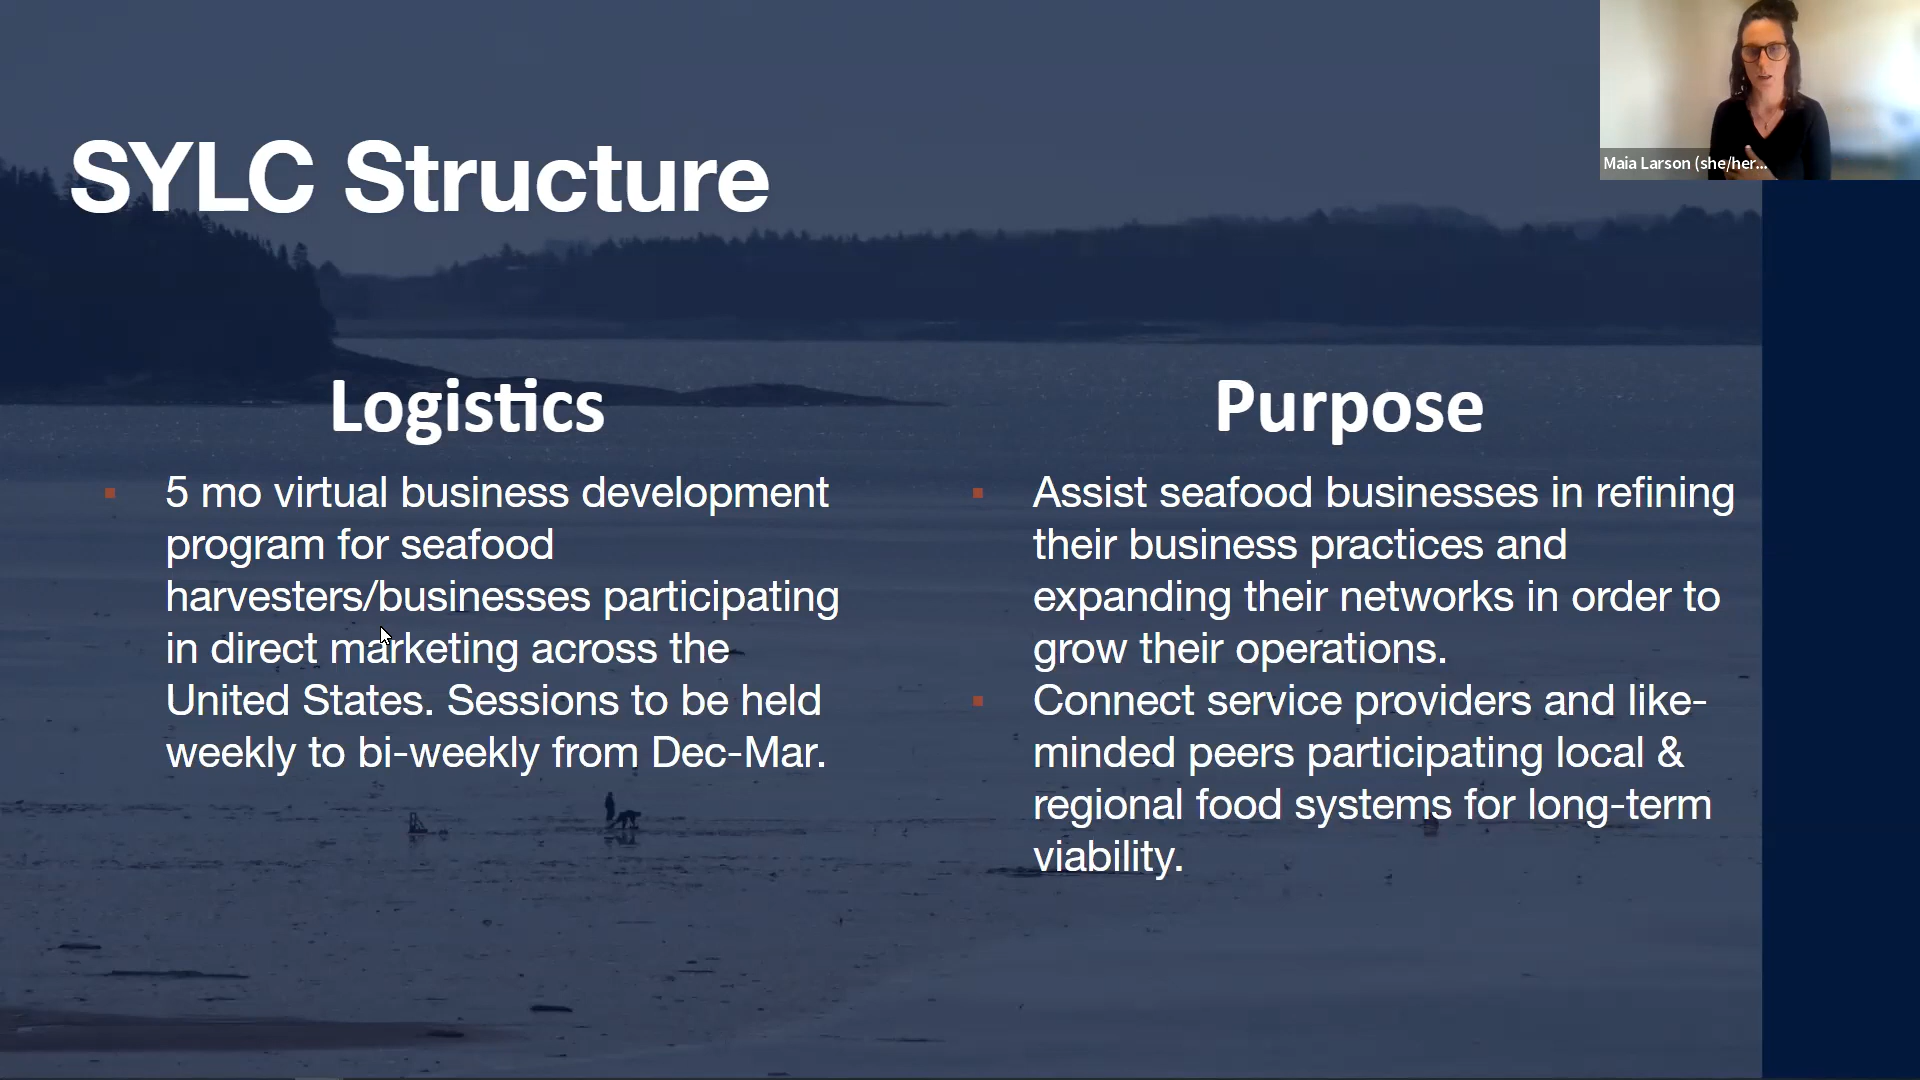 SYLC Structure
Maia Larson (she/her...
Logistics
5 mo virtual business development
program for seafood
harvesters/businesses participating
in direct marketing across the
United States. Sessions to be held
weekly to bi-weekly from Dec-Mar.
Purpose
Assist seafood businesses in refining
their business practices and
expanding their networks in order to
grow their operations.
Connect service providers and like-
minded peers participating local &
regional food systems for long-term
viability.